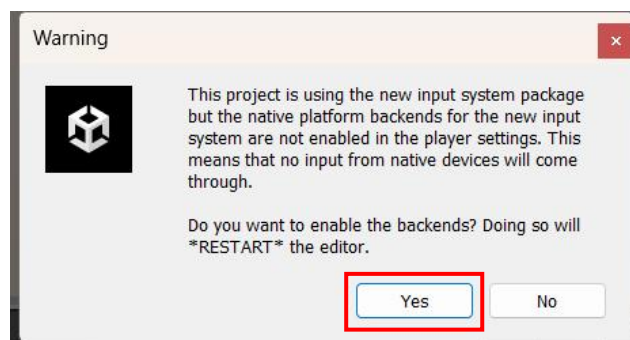 Warning
This project is using the new input system package
but the native platform backends for the new input
system are not enabled in the player settings. This
means that no input from native devices will come
through.
Do you want to enable the backends? Doing so will
*RESTART* the editor.
Yes No